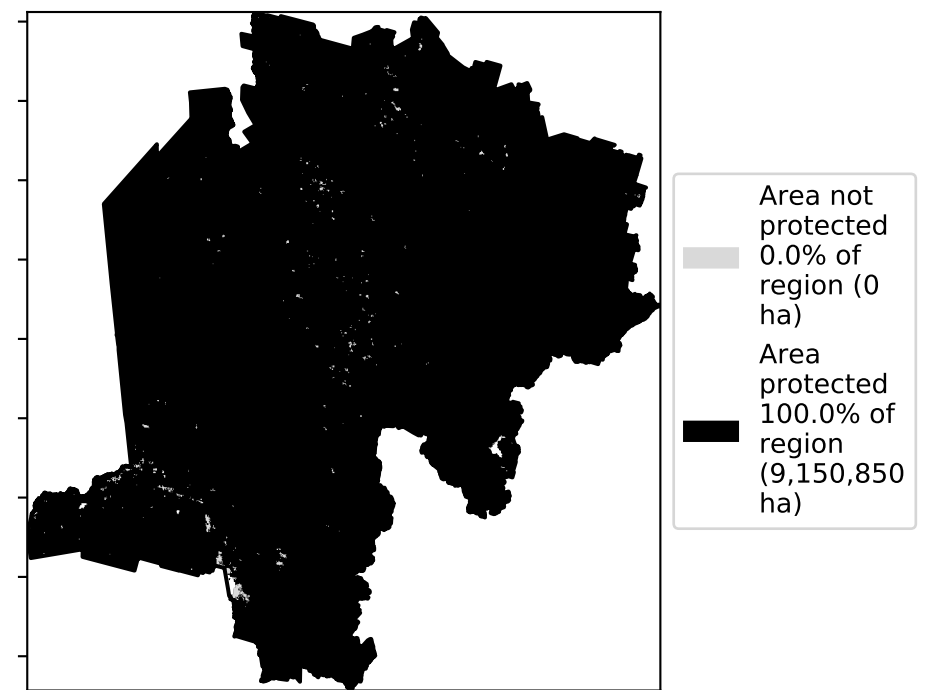 Area not
protected
0.0% of
region (0
ha)
Area
protected
100.0% of
region
(9,150,850
ha)